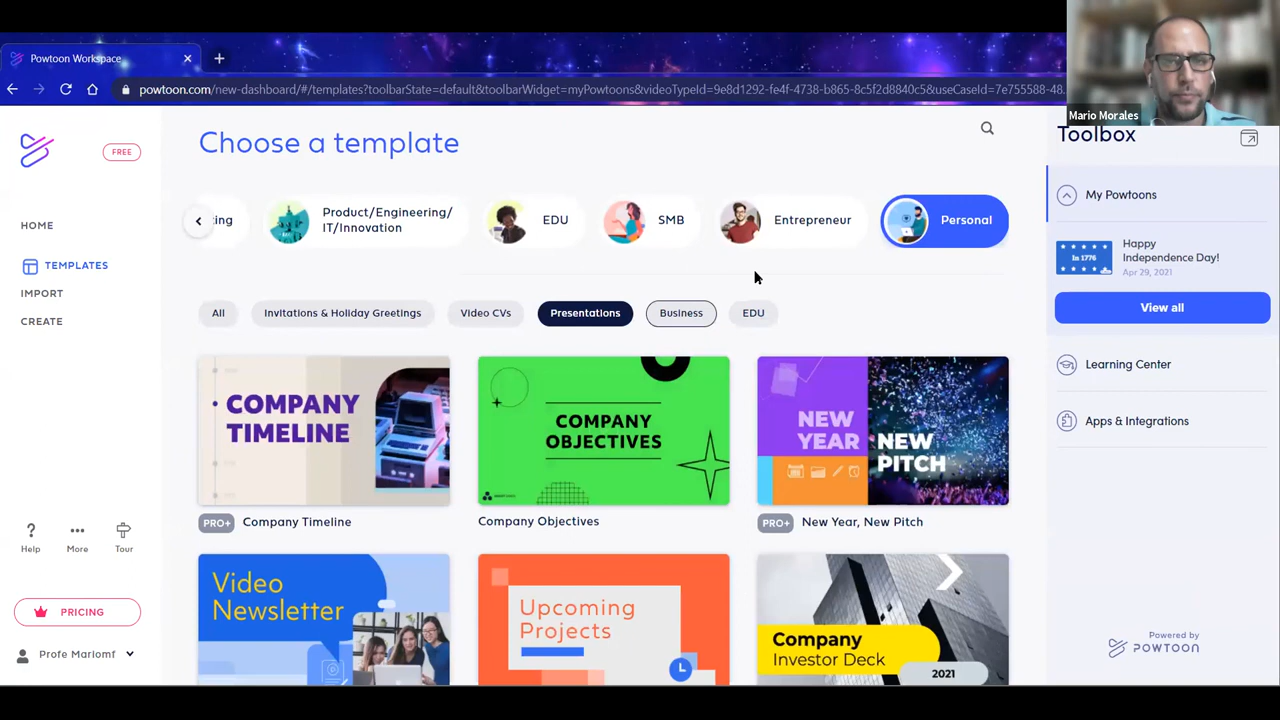 Powtoon Workspace
powtoon.com/new-dashboard/#/templates?toolbarState=default&toolbarWidget=myPowtoons&videoTypeId=9e8d1292-fe4f-4738-b865-8c5f2d8840c5&useCaseId=7e755588-48...
Mario Morales
FREE
Choose a template
Toolbox
HOME
TEMPLATES
IMPORT
CREATE
ting
Product/Engineering/
IT/Innovation
EDU
SMB
Entrepreneur
Personal
My Powtoons
In 1776
Happy
Independence Day!
Apr 29, 2021
View all
All
Invitations & Holiday Greetings
Video CVs
Presentations
Business
EDU
Learning Center
Apps & Integrations
COMPANY
TIMELINE
COMPANY
OBJECTIVES
NEW
YEAR
NEW
PITCH
PRO+ Company Timeline
Company Objectives
PRO+ New Year, New Pitch
Video
Newsletter
Upcoming
Projects
Company
Investor Deck
2021
?
Help
More
Tour
PRICING
Profe Mariomf
Powered by
POWTOON